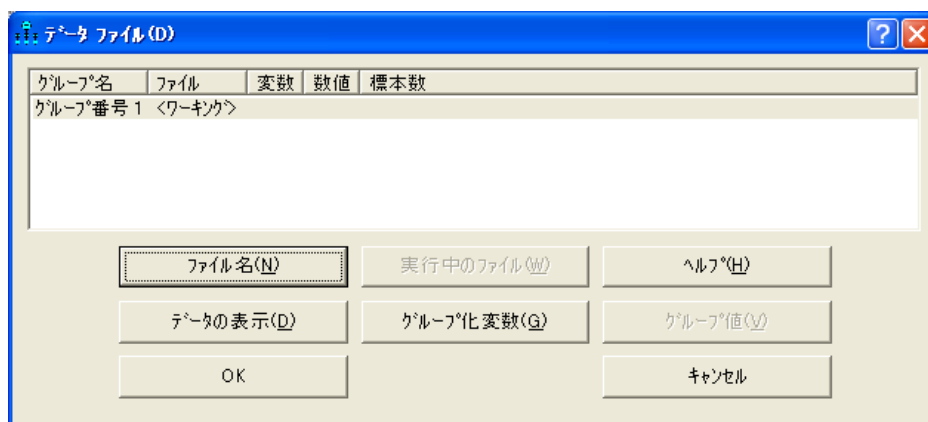 データ ファイル(D)
グループ名 ファイル 変数 数値 標本数
グループ番号 1 <ワーキング>
ファイル名(N) 実行中のファイル(W) ヘルプ(H)
データの表示(D) グループ化変数(G) グループ値(V)
OK キャンセル